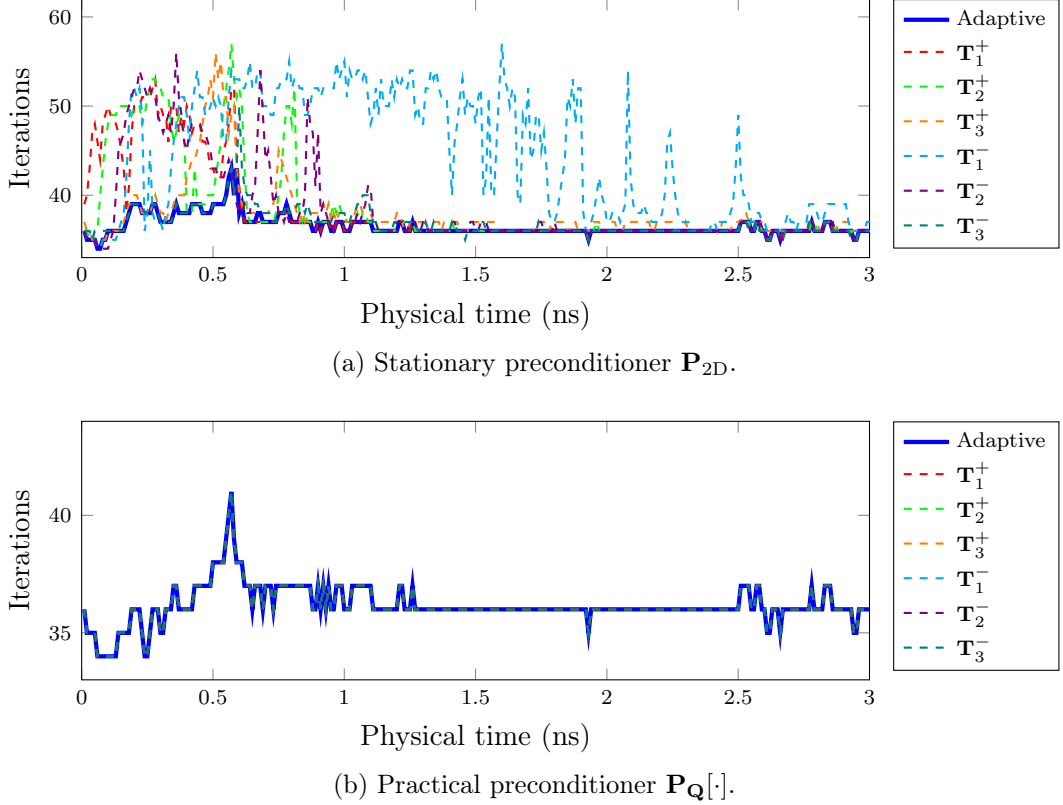 60
50
40
Iterations
0
0.5
1
1.5
2
2.5
3
Physical time (ns)
Adaptive
T₁⁺
T₂⁺
T₃⁺
T₁⁻
T₂⁻
T₃⁻
(a) Stationary preconditioner P₂D.
40
35
Iterations
0
0.5
1
1.5
2
2.5
3
Physical time (ns)
Adaptive
T₁⁺
T₂⁺
T₃⁺
T₁⁻
T₂⁻
T₃⁻
(b) Practical preconditioner P_Q[·].